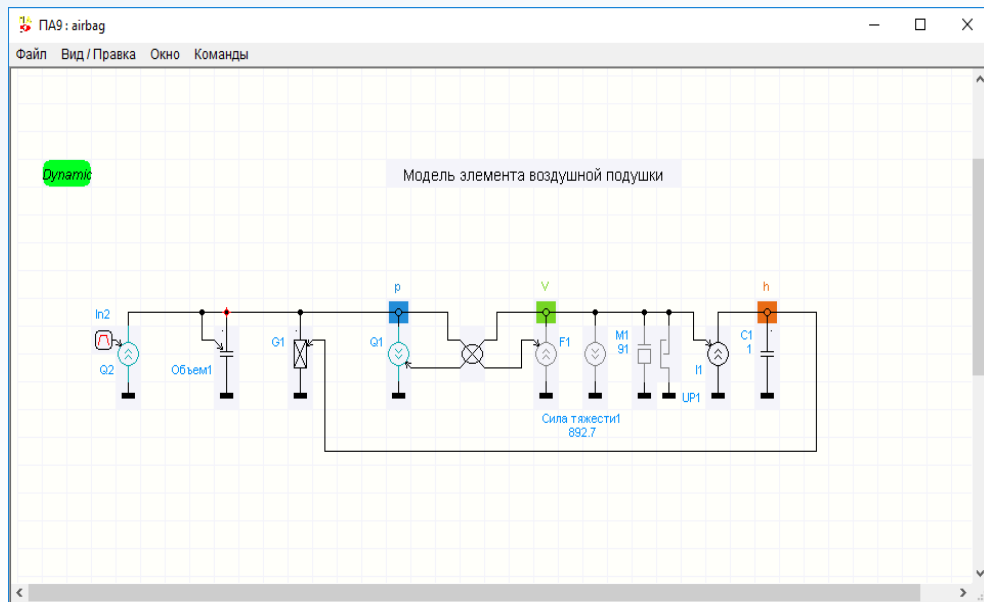 ПА9 : airbag
Файл Вид / Правка Окно Команды
Dynamic
Модель элемента воздушной подушки
p
V
h
In2
G1
Q1
F1
M1
91
C1
1
Q2
Объем1
I1
UP1
Сила тяжести1
892.7